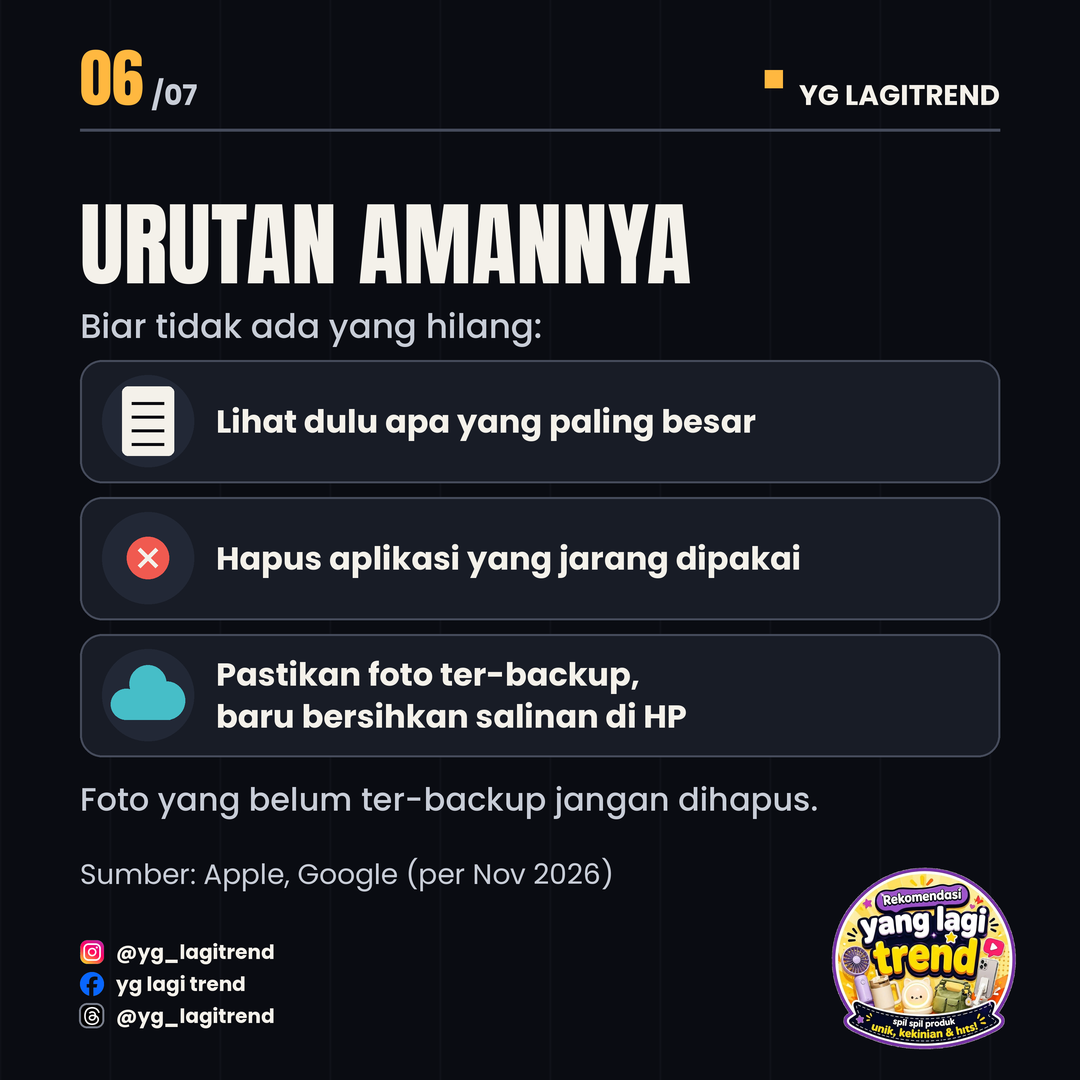 06 /07
YG LAGITREND
URUTAN AMANNYA
Biar tidak ada yang hilang:
Lihat dulu apa yang paling besar
Hapus aplikasi yang jarang dipakai
Pastikan foto ter-backup,
baru bersihkan salinan di HP
Foto yang belum ter-backup jangan dihapus.
Sumber: Apple, Google (per Nov 2026)
@yg_lagitrend
yg lagi trend
@yg_lagitrend
Rekomendasi
yang lagi
trend
spil spil produk
unik, kekinian & hits!